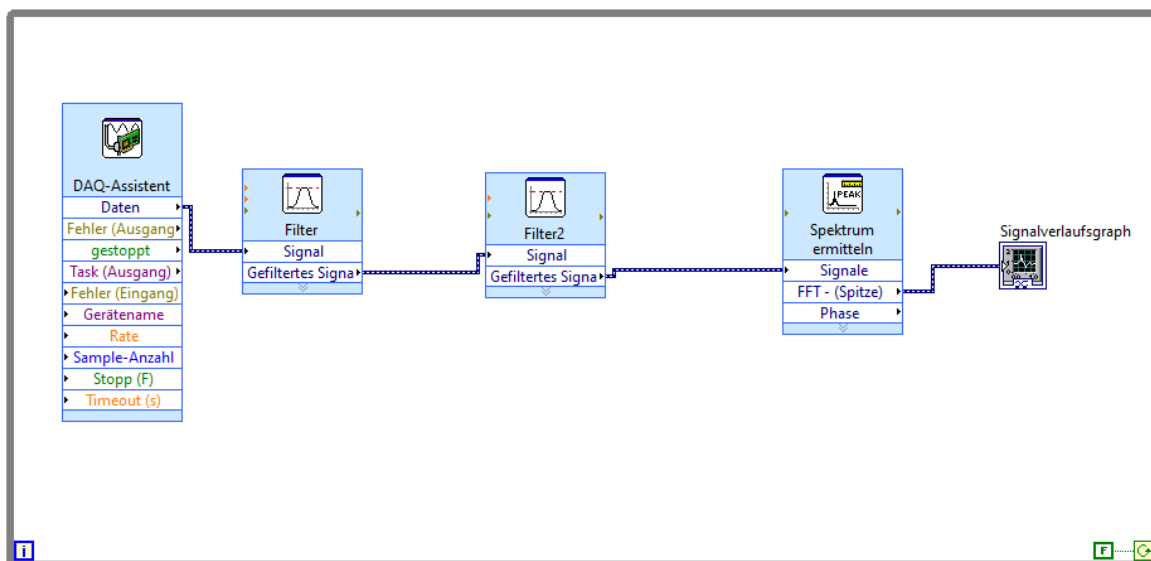 DAQ-Assistent
Daten
Fehler (Ausgang
gestoppt
Task (Ausgang)
Fehler (Eingang)
Gerätename
Rate
Sample-Anzahl
Stopp (F)
Timeout (s)
Filter
Signal
Gefiltertes Signa
Filter2
Signal
Gefiltertes Signa
PEAK
Spektrum
ermitteln
Signale
FFT - (Spitze)
Phase
Signalverlaufsgraph
i
F